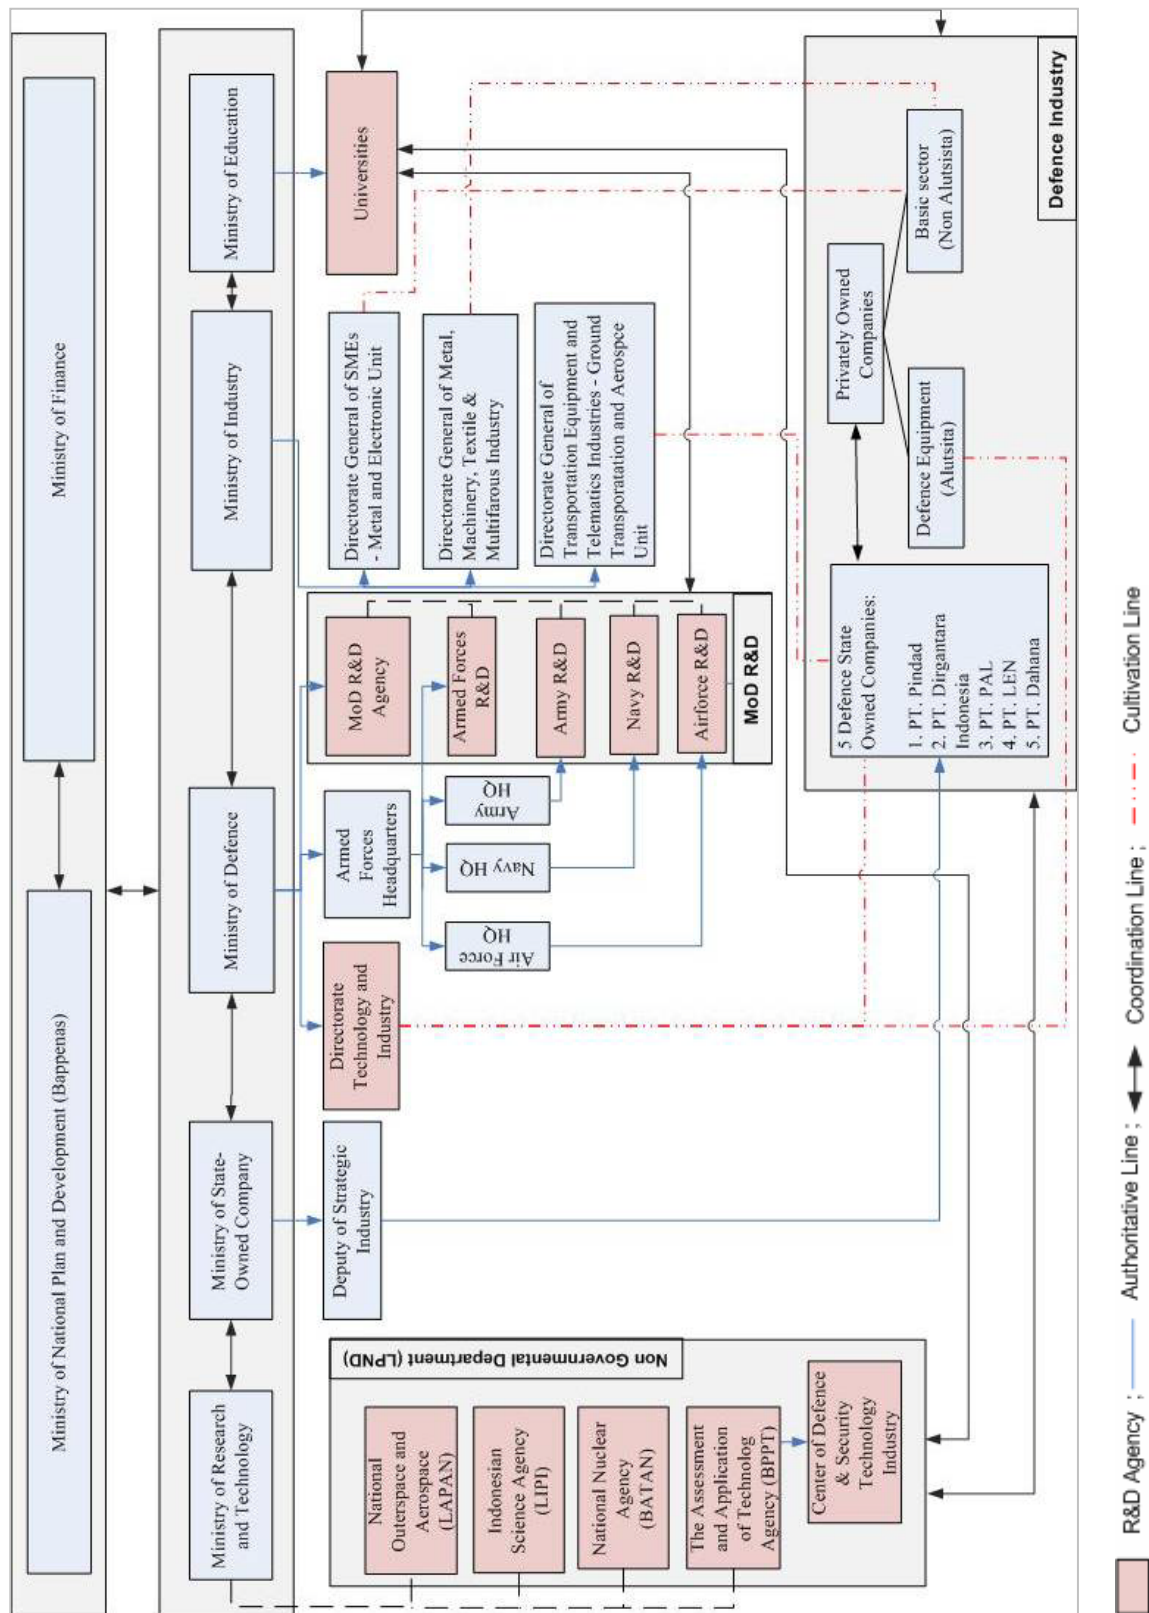 Ministry of National Plan and Development (Bappenas)
Ministry of Finance
Ministry of Research
and Technology
Ministry of State-
Owned Company
Ministry of Defence
Ministry of Industry
Ministry of Education
Non Governmental Department (LPND)
National
Outerspace and
Aerospace
(LAPAN)
Indonesian
Science Agency
(LIPI)
National Nuclear
Agency
(BATAN)
The Assessment
and Application
of Technolog
Agency (BPPT)
Center of Defence
& Security
Technology
Industry
Deputy of Strategic
Industry
Directorate
Technology and
Industry
Armed
Forces
Headquarters
Air Force
HQ
Navy HQ
Army
HQ
MoD R&D
Agency
Armed Forces
R&D
Army R&D
Navy R&D
Airforce R&D
MoD R&D
Directorate General of SMEs
- Metal and Electronic Unit
Directorate General of Metal,
Machinery, Textile &
Multifarous Industry
Directorate General of
Transportation Equipment and
Telematics Industries - Ground
Transporatation and Aerospce
Unit
Universities
5 Defence State
Owned Companies:
1. PT. Pindad
2. PT. Dirgantara
Indonesia
3. PT. PAL
4. PT. LEN
5. PT. Dahana
Privately Owned
Companies
Defence Equipment
(Alutsita)
Basic sector
(Non Alutsista)
Defence Industry
R&D Agency ; Authoritative Line ; Coordination Line ; Cultivation Line